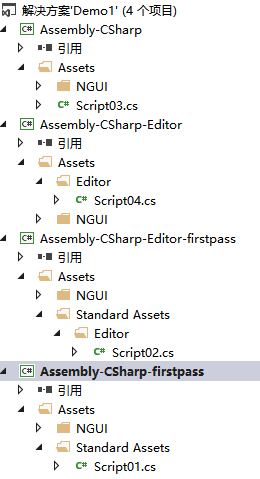 解决方案'Demo1' (4 个项目)
C# Assembly-CSharp
引用
Assets
NGUI
C# Script03.cs
C# Assembly-CSharp-Editor
引用
Assets
Editor
C# Script04.cs
NGUI
C# Assembly-CSharp-Editor-firstpass
引用
Assets
NGUI
Standard Assets
Editor
C# Script02.cs
C# Assembly-CSharp-firstpass
引用
Assets
NGUI
Standard Assets
C# Script01.cs